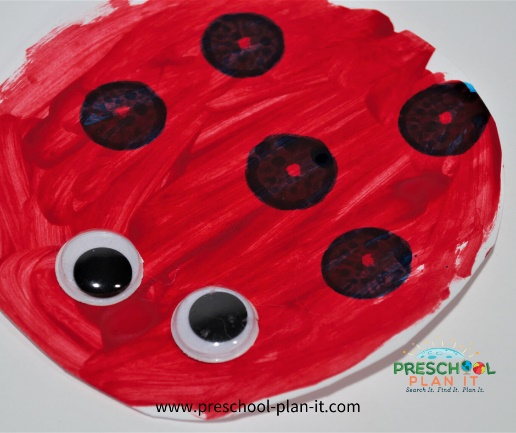 PRESCHOOL
PLAN IT
Search It. Find It. Plan It.
www.preschool-plan-it.com